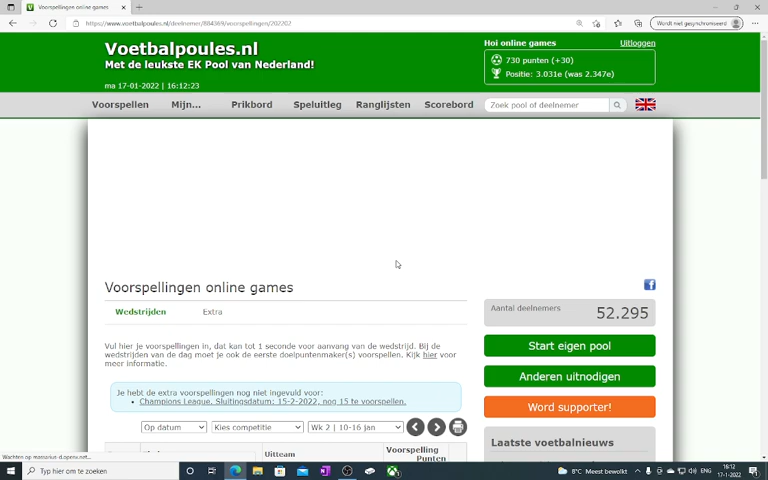 Voorspellingen online games
https://www.voetbalpoules.nl/deelnemer/884369/voorspellingen/202202
Wordt niet gesynchroniseerd
Voetbalpoules.nl
Met de leukste EK Pool van Nederland!
ma 17-01-2022 | 16:12:23
Hoi online games
Uitloggen
730 punten (+30)
Positie: 3.031e (was 2.347e)
Voorspellen Mijn... Prikbord Speluitleg Ranglijsten Scorebord
Zoek pool of deelnemer
Voorspellingen online games
Wedstrijden Extra
Vul hier je voorspellingen in, dat kan tot 1 seconde voor aanvang van de wedstrijd. Bij de
wedstrijden van de dag moet je ook de eerste doelpuntenmaker(s) voorspellen. Kijk hier voor
meer informatie.
Je hebt de extra voorspellingen nog niet ingevuld voor:
• Champions League. Sluitingsdatum: 15-2-2022, nog 15 te voorspellen.
Op datum Kies competitie Wk 2 | 10-16 jan
Uitteam
Voorspelling
Punten
Aantal deelnemers
52.295
Start eigen pool
Anderen uitnodigen
Word supporter!
Laatste voetbalnieuws
Typ hier om te zoeken
8°C Meest bewolkt
ENG
16:12
17-1-2022